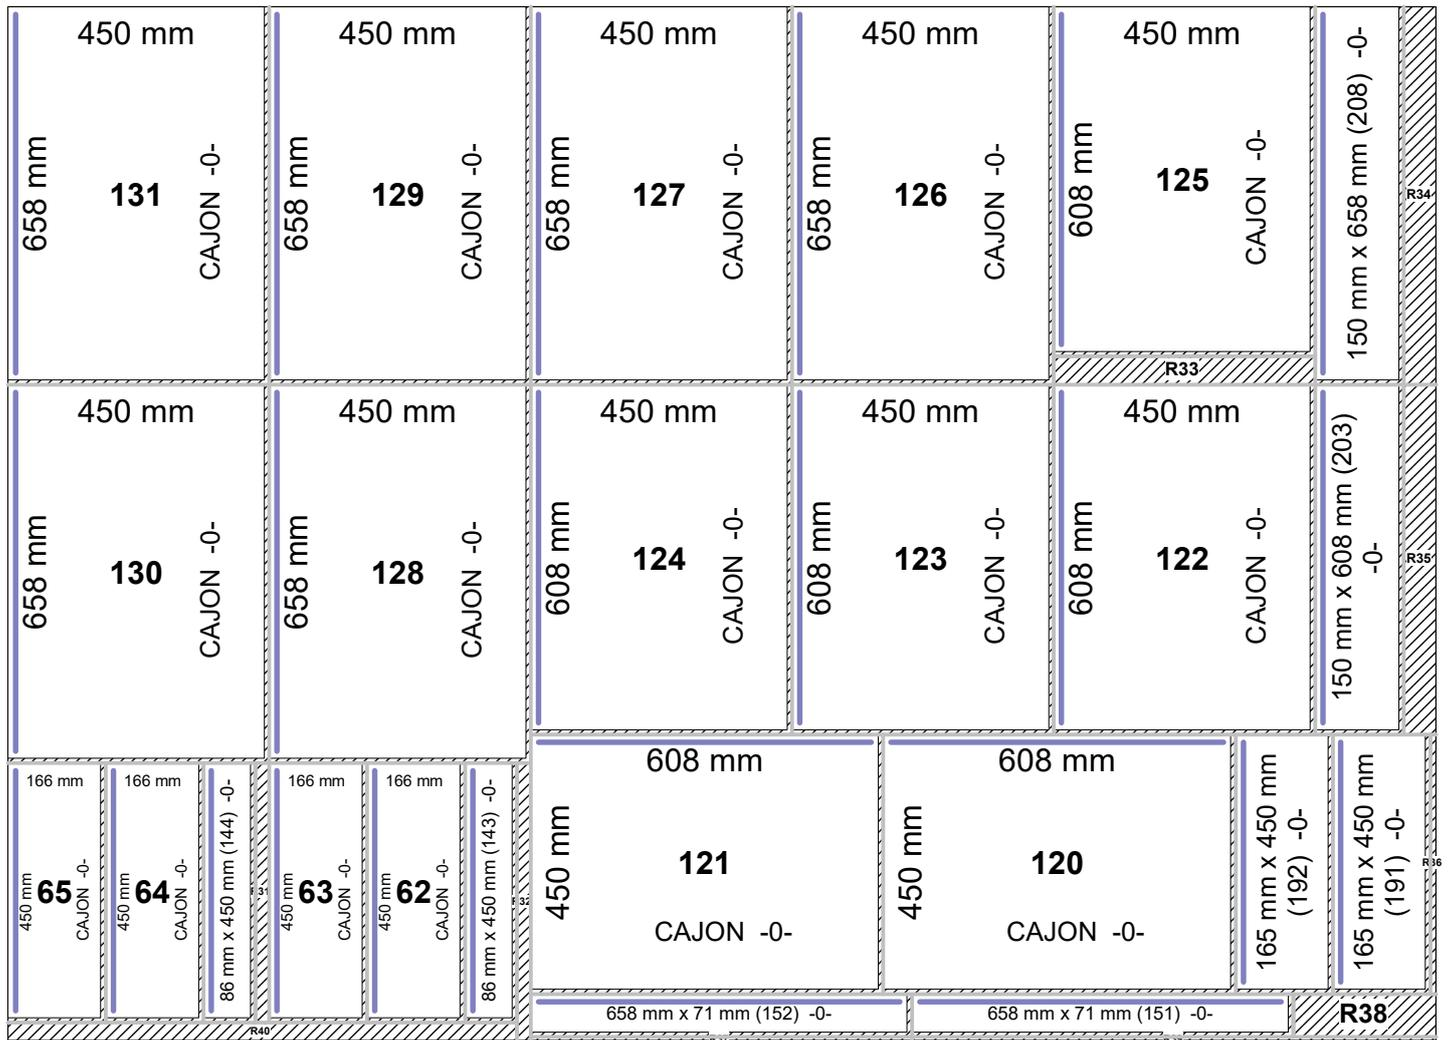 450 mm
658 mm
131
CAJON -0-
450 mm
658 mm
129
CAJON -0-
450 mm
658 mm
127
CAJON -0-
450 mm
658 mm
126
CAJON -0-
450 mm
608 mm
125
CAJON -0-
150 mm x 658 mm (208) -0-
R34
R33
450 mm
658 mm
130
CAJON -0-
450 mm
658 mm
128
CAJON -0-
450 mm
608 mm
124
CAJON -0-
450 mm
608 mm
123
CAJON -0-
450 mm
608 mm
122
CAJON -0-
150 mm x 608 mm (203)
-0-
R35
166 mm
450 mm
65
CAJON -0-
166 mm
450 mm
64
CAJON -0-
86 mm x 450 mm (144) -0-
R31
166 mm
450 mm
63
CAJON -0-
166 mm
450 mm
62
CAJON -0-
86 mm x 450 mm (143) -0-
R32
608 mm
450 mm
121
CAJON -0-
608 mm
450 mm
120
CAJON -0-
165 mm x 450 mm
(192) -0-
165 mm x 450 mm
(191) -0-
R36
658 mm x 71 mm (152) -0-
658 mm x 71 mm (151) -0-
R38
R40